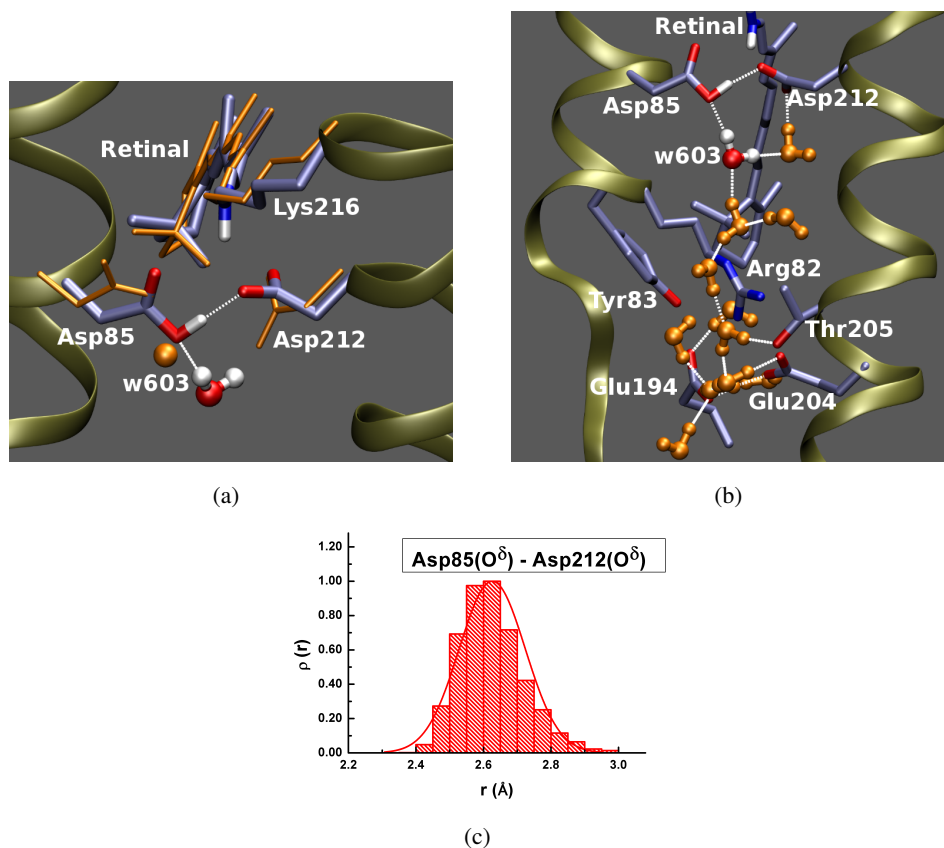 Retinal
Lys216
Asp85
Asp212
w603
(a)
Retinal
Asp85
Asp212
w603
Arg82
Tyr83
Thr205
Glu194
Glu204
(b)
Asp85(Oδ) - Asp212(Oδ)
1.20
1.00
0.80
0.60
0.40
0.20
0.00
ρ (r)
2.2 2.4 2.6 2.8 3.0
r (Å)
(c)